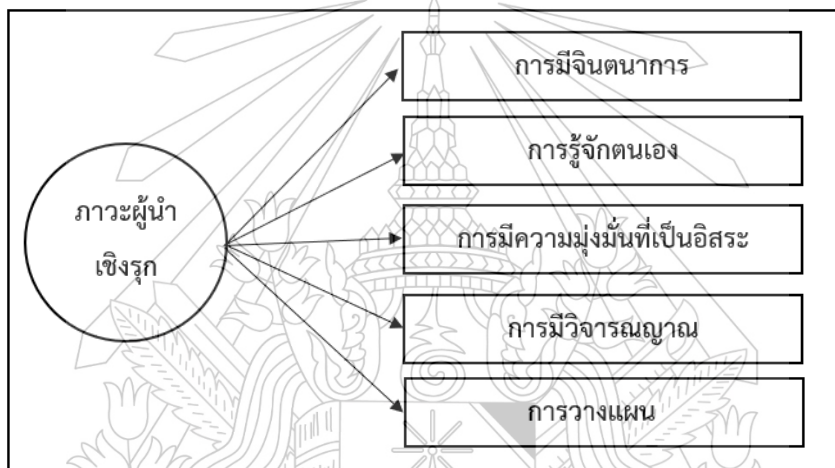 การมีจินตนาการ
การรู้จักตนเอง
ภาวะผู้นำ
เชิงรุก
การมีความมุ่งมั่นที่เป็นอิสระ
การมีวิจารณญาณ
การวางแผน